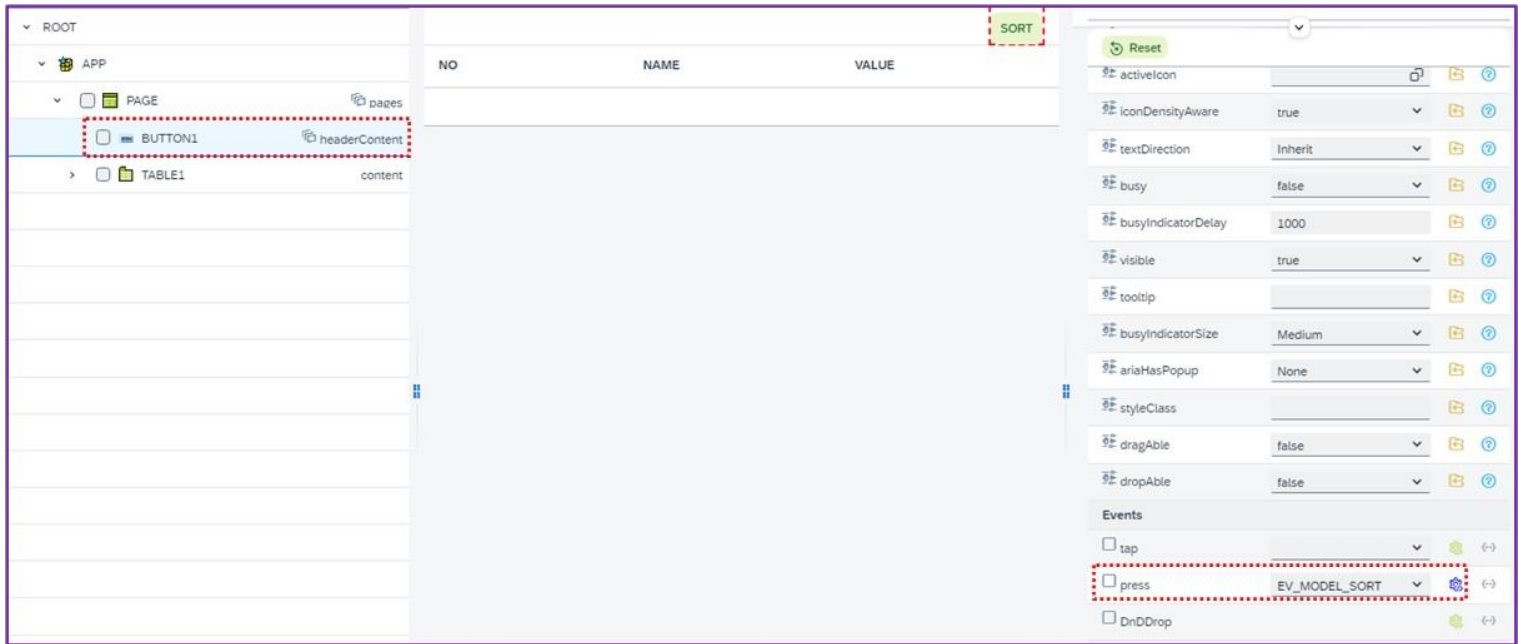 ROOT
APP
PAGE pages
BUTTON1 headerContent
TABLE1 content
SORT
NO NAME VALUE
Reset
activeIcon
iconDensityAware true
textDirection Inherit
busy false
busyIndicatorDelay 1000
visible true
tooltip
busyIndicatorSize Medium
ariaHasPopup None
styleClass
dragAble false
dropAble false
Events
tap
press EV_MODEL_SORT
DnDDrop